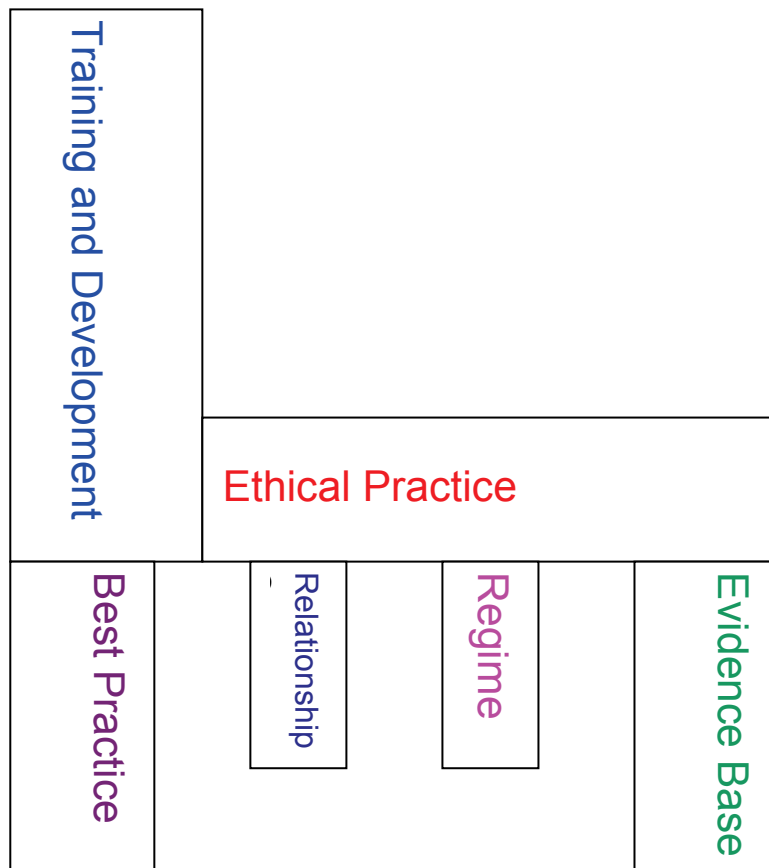 Training and Development
Ethical Practice
Best Practice
Relationship
Regime
Evidence Base